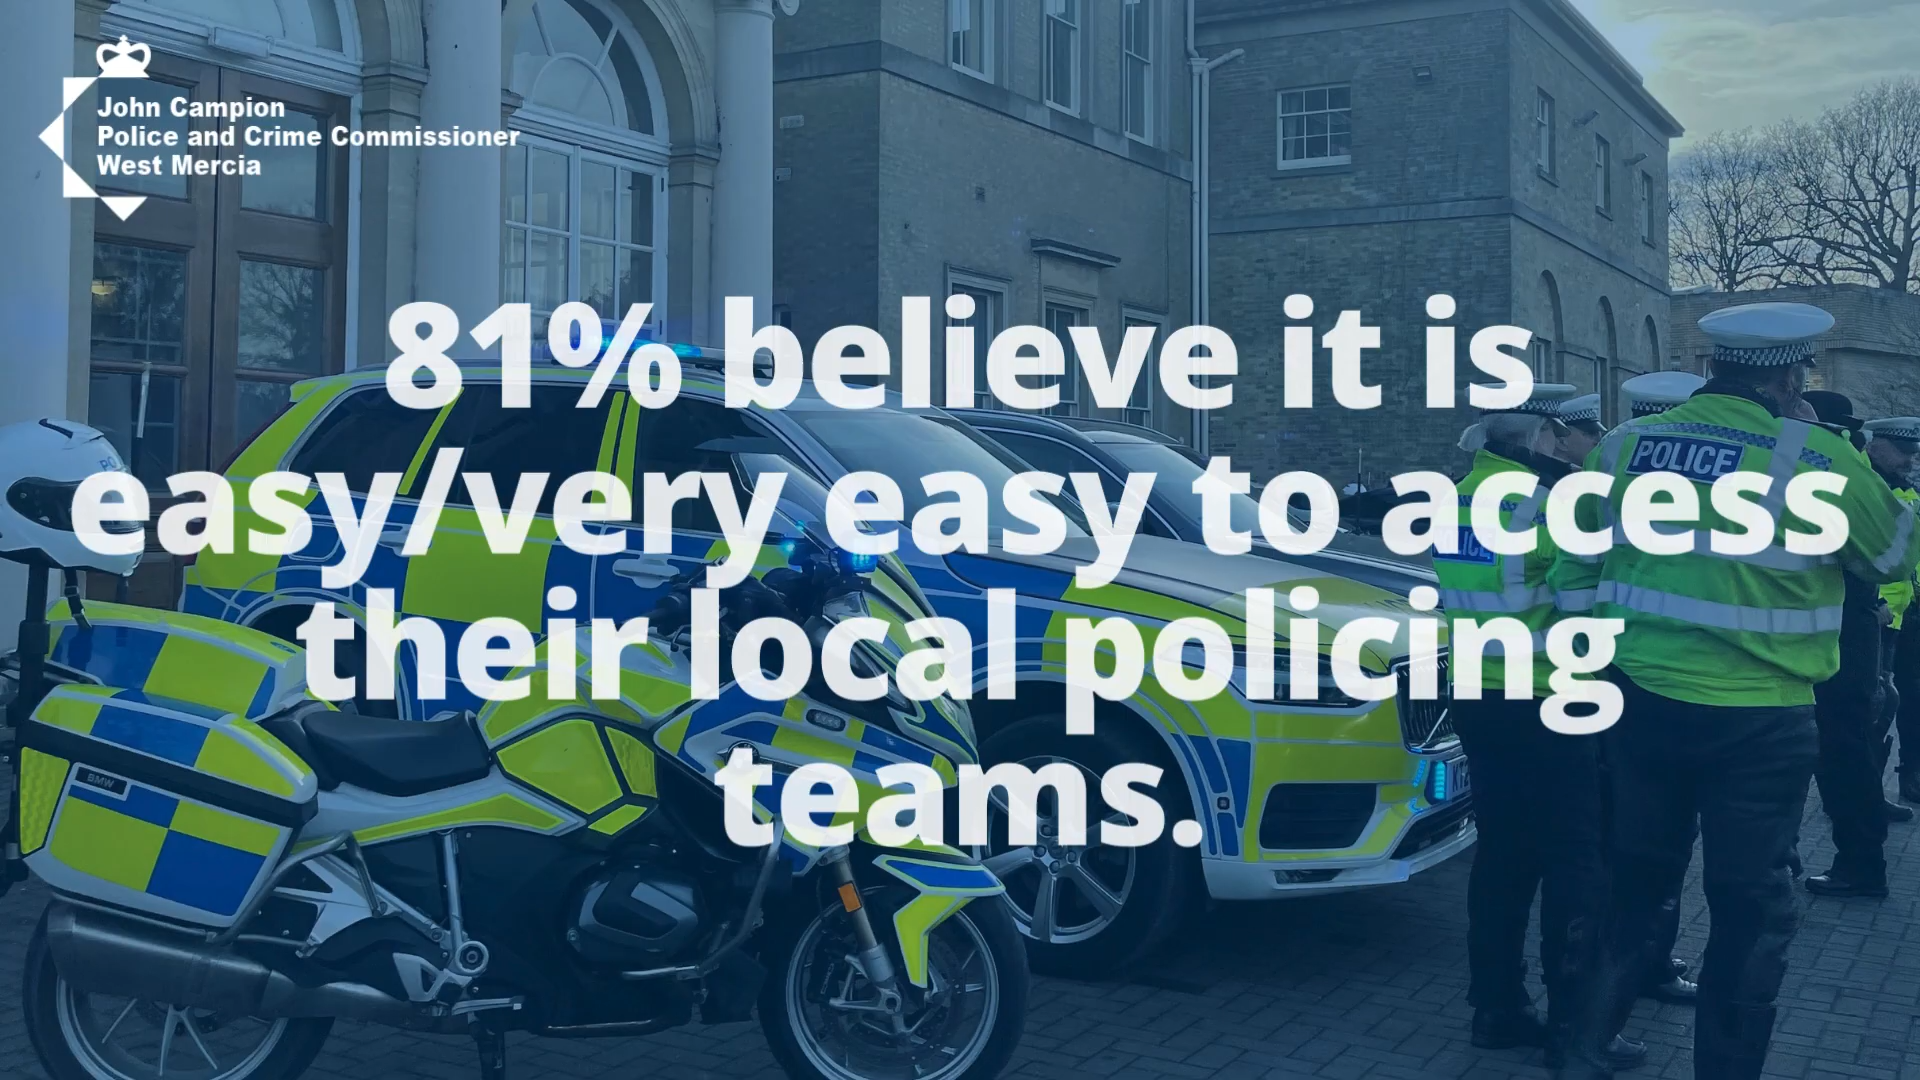 John Campion
Police and Crime Commissioner
West Mercia
81% believe it is
easy/very easy to access
their local policing
teams.
POLICE
BMW